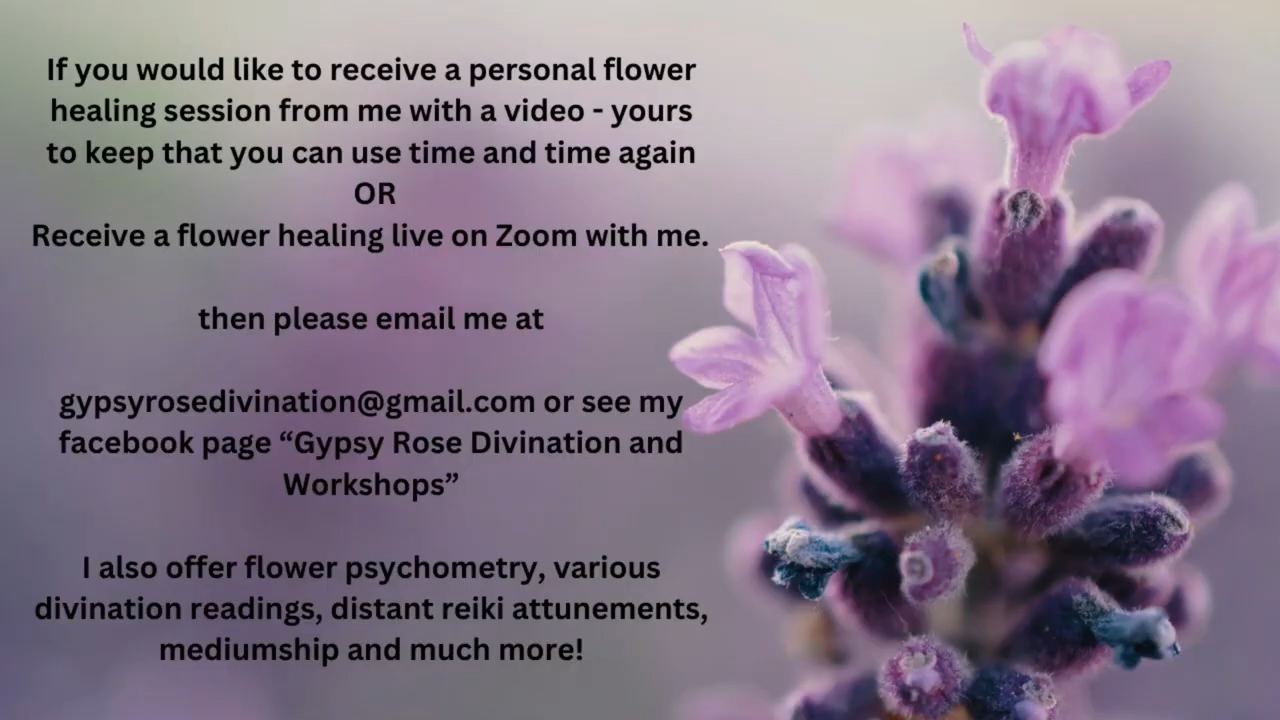 If you would like to receive a personal flower
healing session from me with a video - yours
to keep that you can use time and time again
OR
Receive a flower healing live on Zoom with me.
then please email me at
gypsyrosedivination@gmail.com or see my
facebook page “Gypsy Rose Divination and
Workshops”
I also offer flower psychometry, various
divination readings, distant reiki attunements,
mediumship and much more!